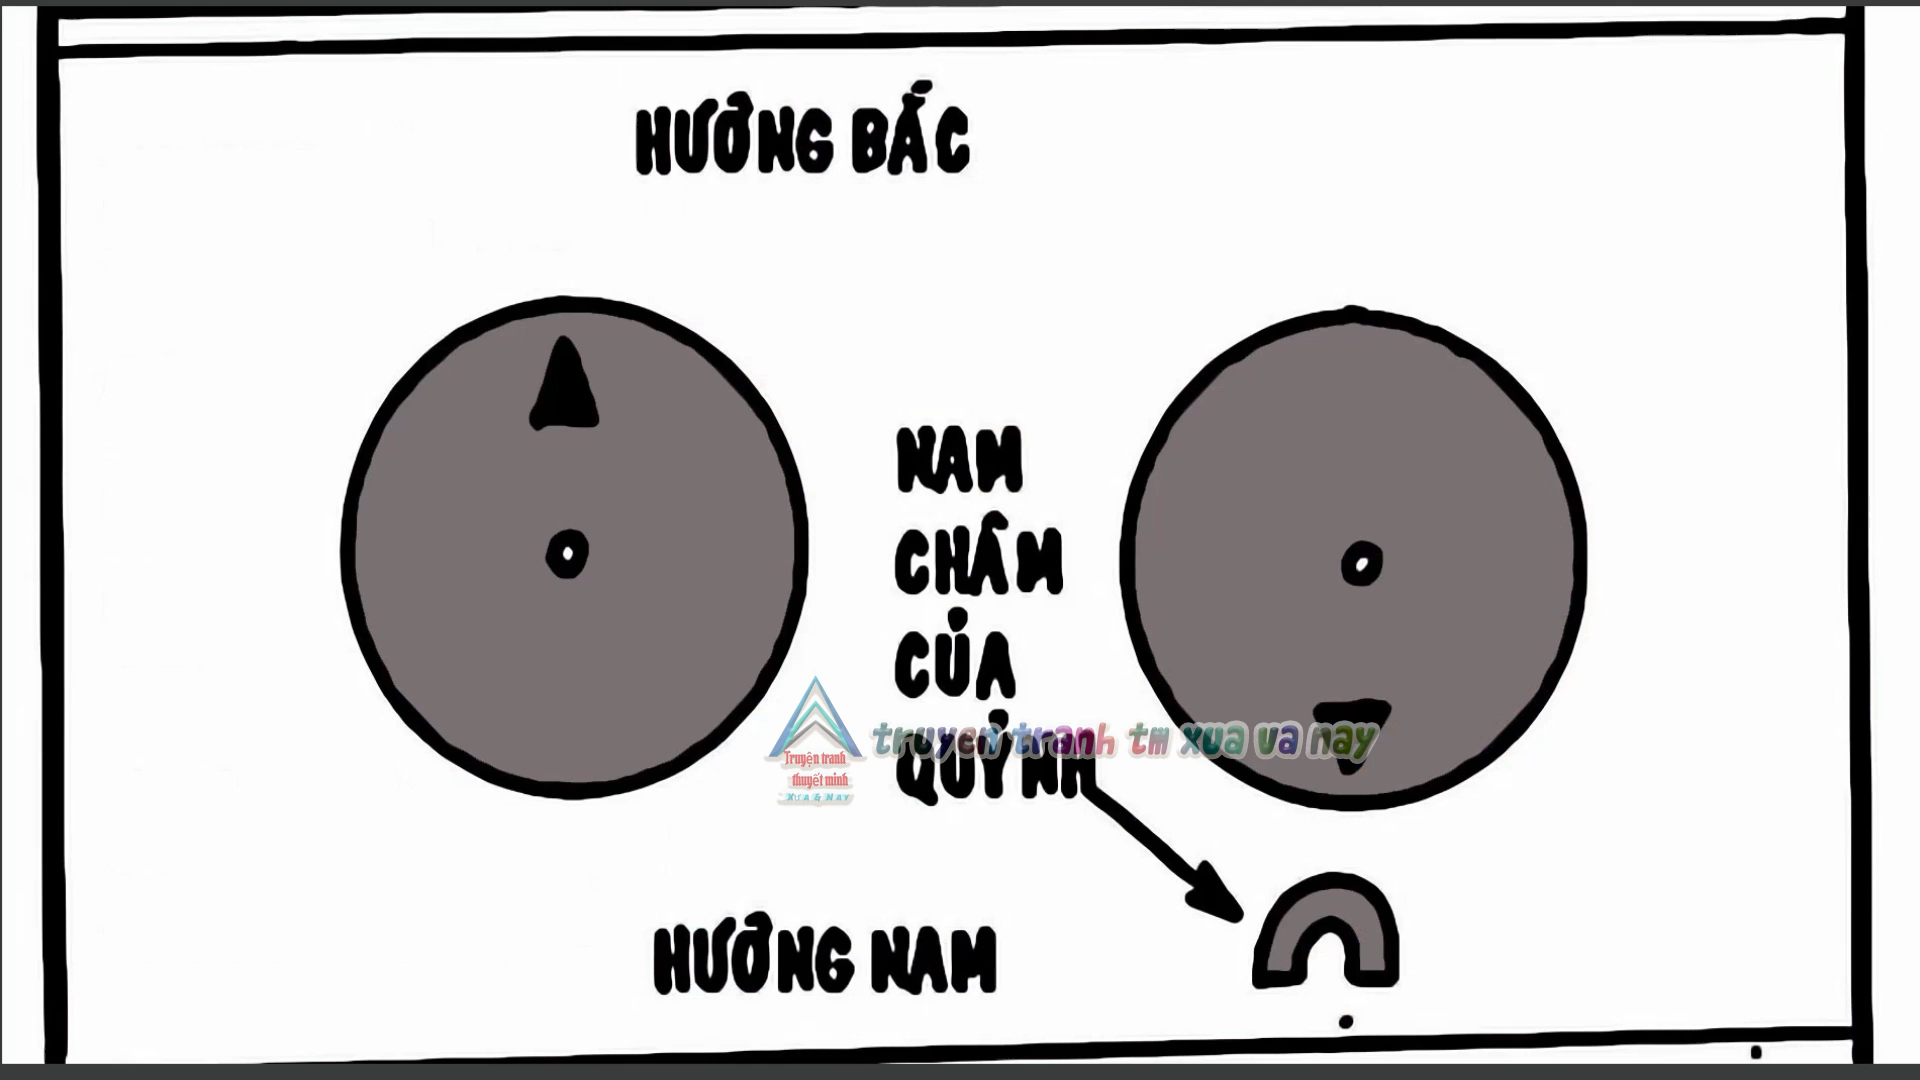 HƯỚNG BẮC
NAM
CHÂM
CỦA
QUỲNH
truyen tranh tm xua va nay
Truyện tranh
thuyết minh
Xưa & Nay
HƯỚNG NAM